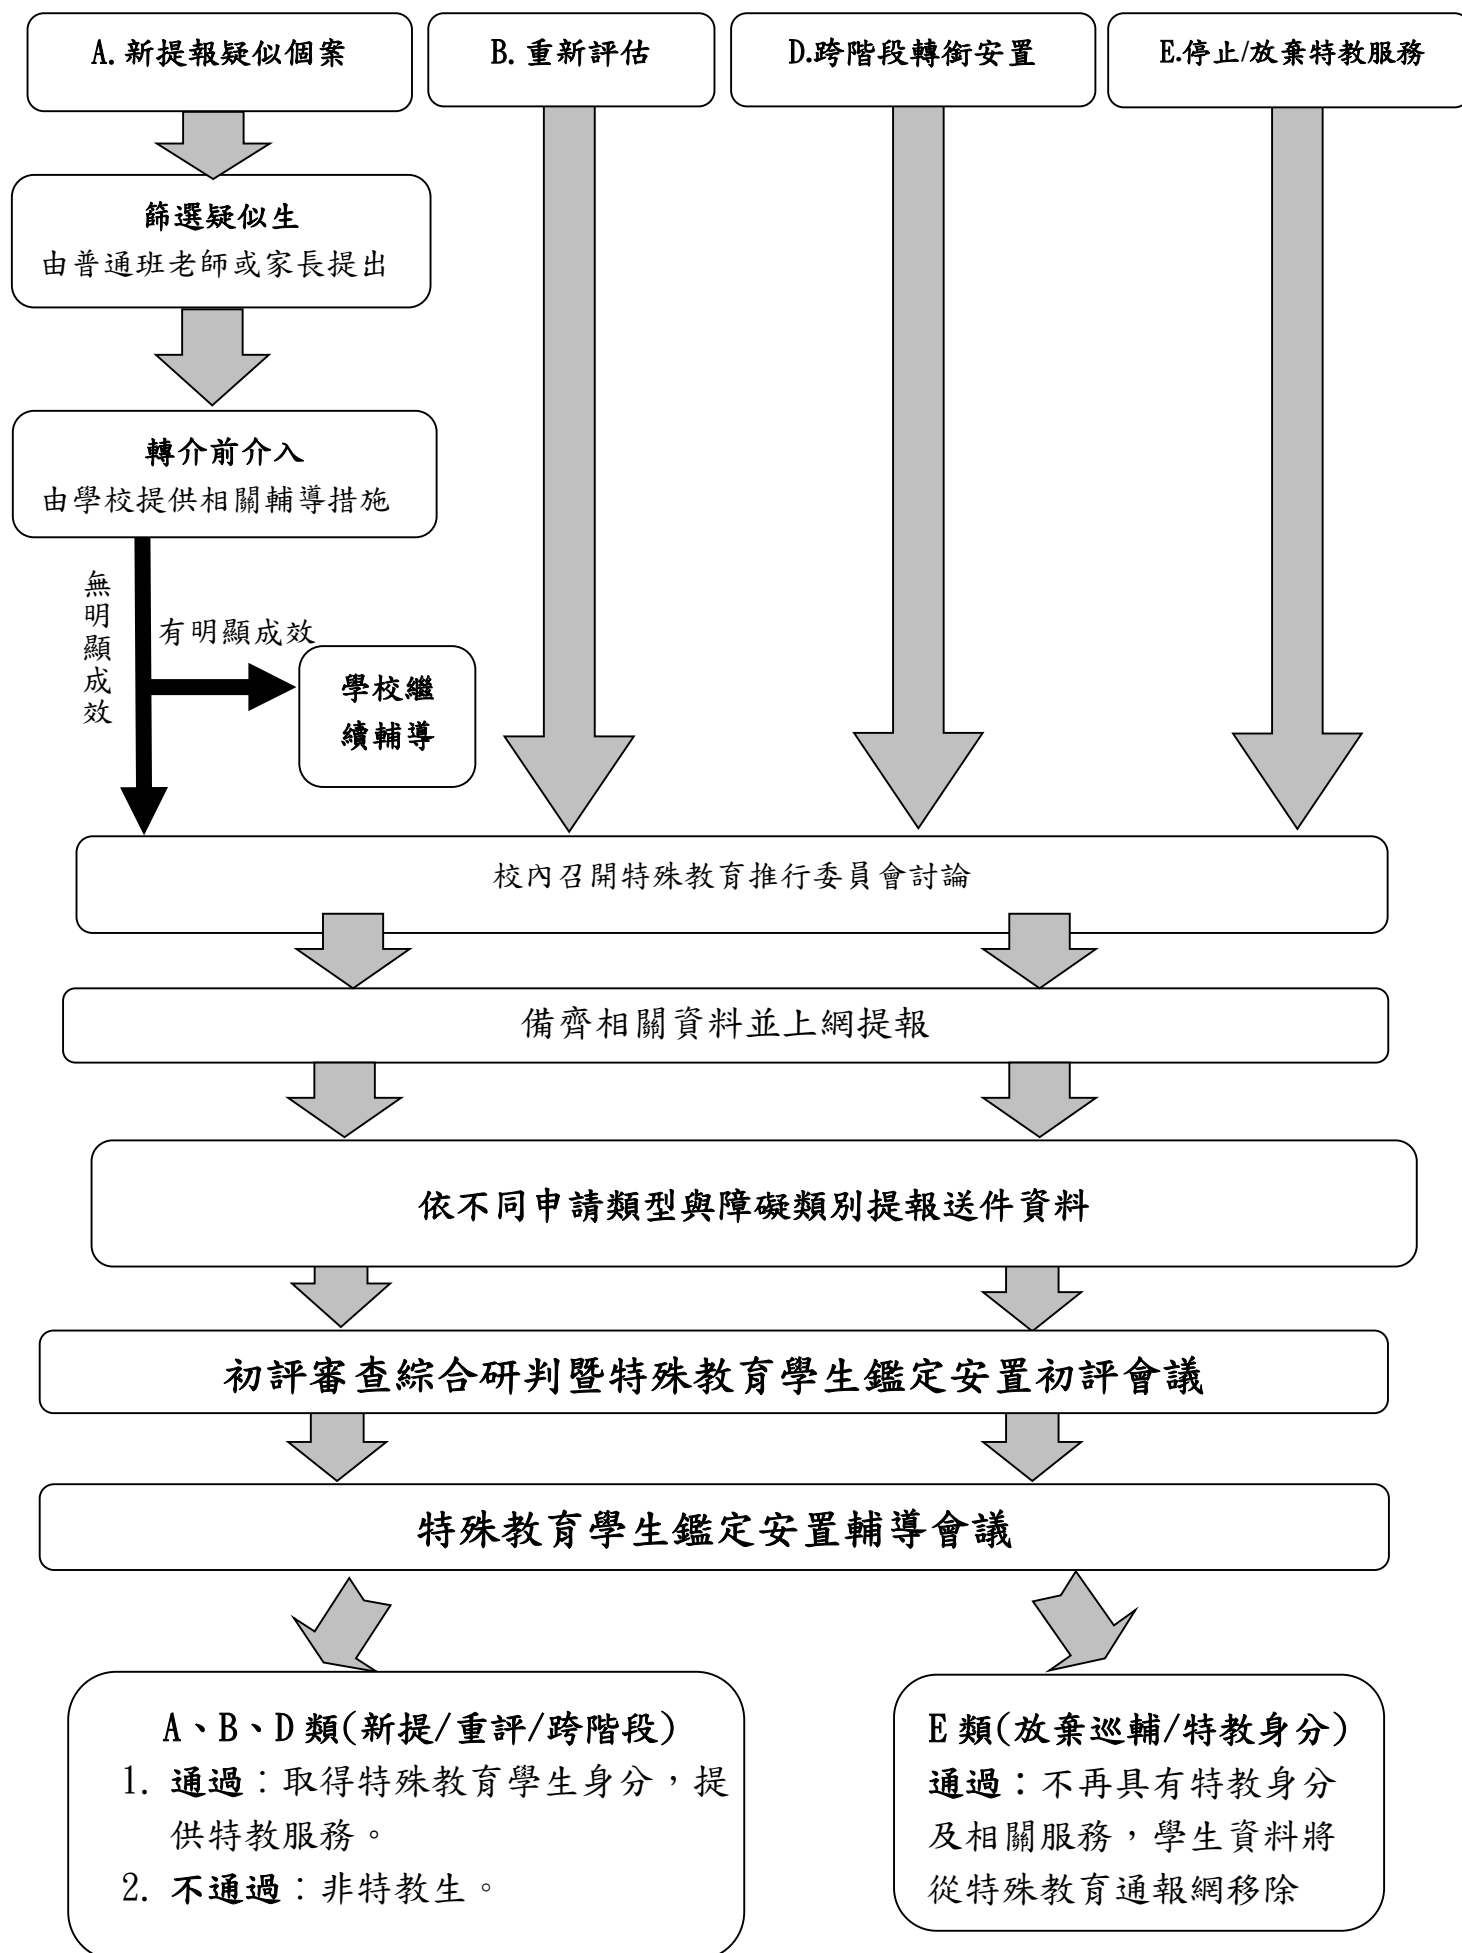 A. 新提報疑似個案
B. 重新評估
D.跨階段轉銜安置
E.停止/放棄特教服務
篩選疑似生
由普通班老師或家長提出
轉介前介入
由學校提供相關輔導措施
無明顯成效
有明顯成效
學校繼
續輔導
校內召開特殊教育推行委員會討論
備齊相關資料並上網提報
依不同申請類型與障礙類別提報送件資料
初評審查綜合研判暨特殊教育學生鑑定安置初評會議
特殊教育學生鑑定安置輔導會議
A、B、D 類(新提/重評/跨階段)
1. 通過：取得特殊教育學生身分，提
供特教服務。
2. 不通過：非特教生。
E 類(放棄巡輔/特教身分)
通過：不再具有特教身分
及相關服務，學生資料將
從特殊教育通報網移除